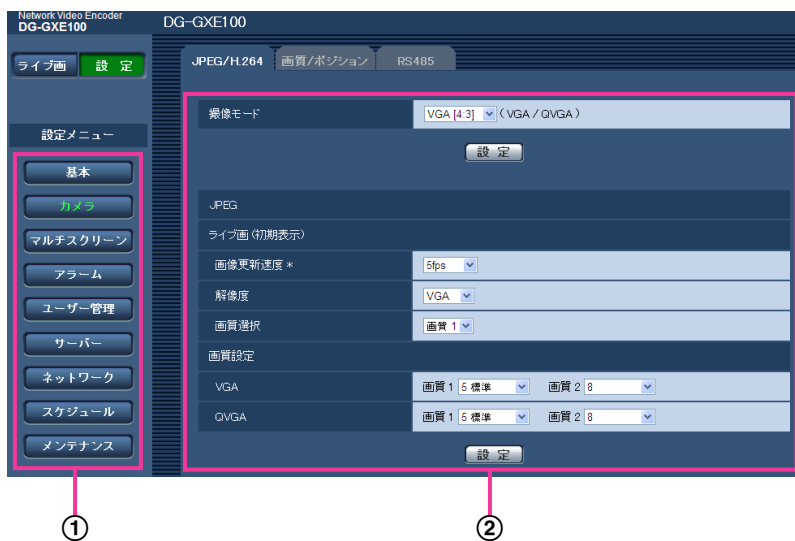 Network Video Encoder
DG-GXE100
DG-GXE100
ライブ画 設 定
JPEG/H.264 画質/ポジション RS485
設定メニュー
基本
カメラ
マルチスクリーン
アラーム
ユーザー管理
サーバー
ネットワーク
スケジュール
メンテナンス
撮像モード VGA [4:3] (VGA / QVGA)
設 定
JPEG
ライブ画(初期表示)
画像更新速度 * 5fps
解像度 VGA
画質選択 画質 1
画質設定
VGA 画質 1 5 標準 画質 2 8
QVGA 画質 1 5 標準 画質 2 8
設 定
① ②